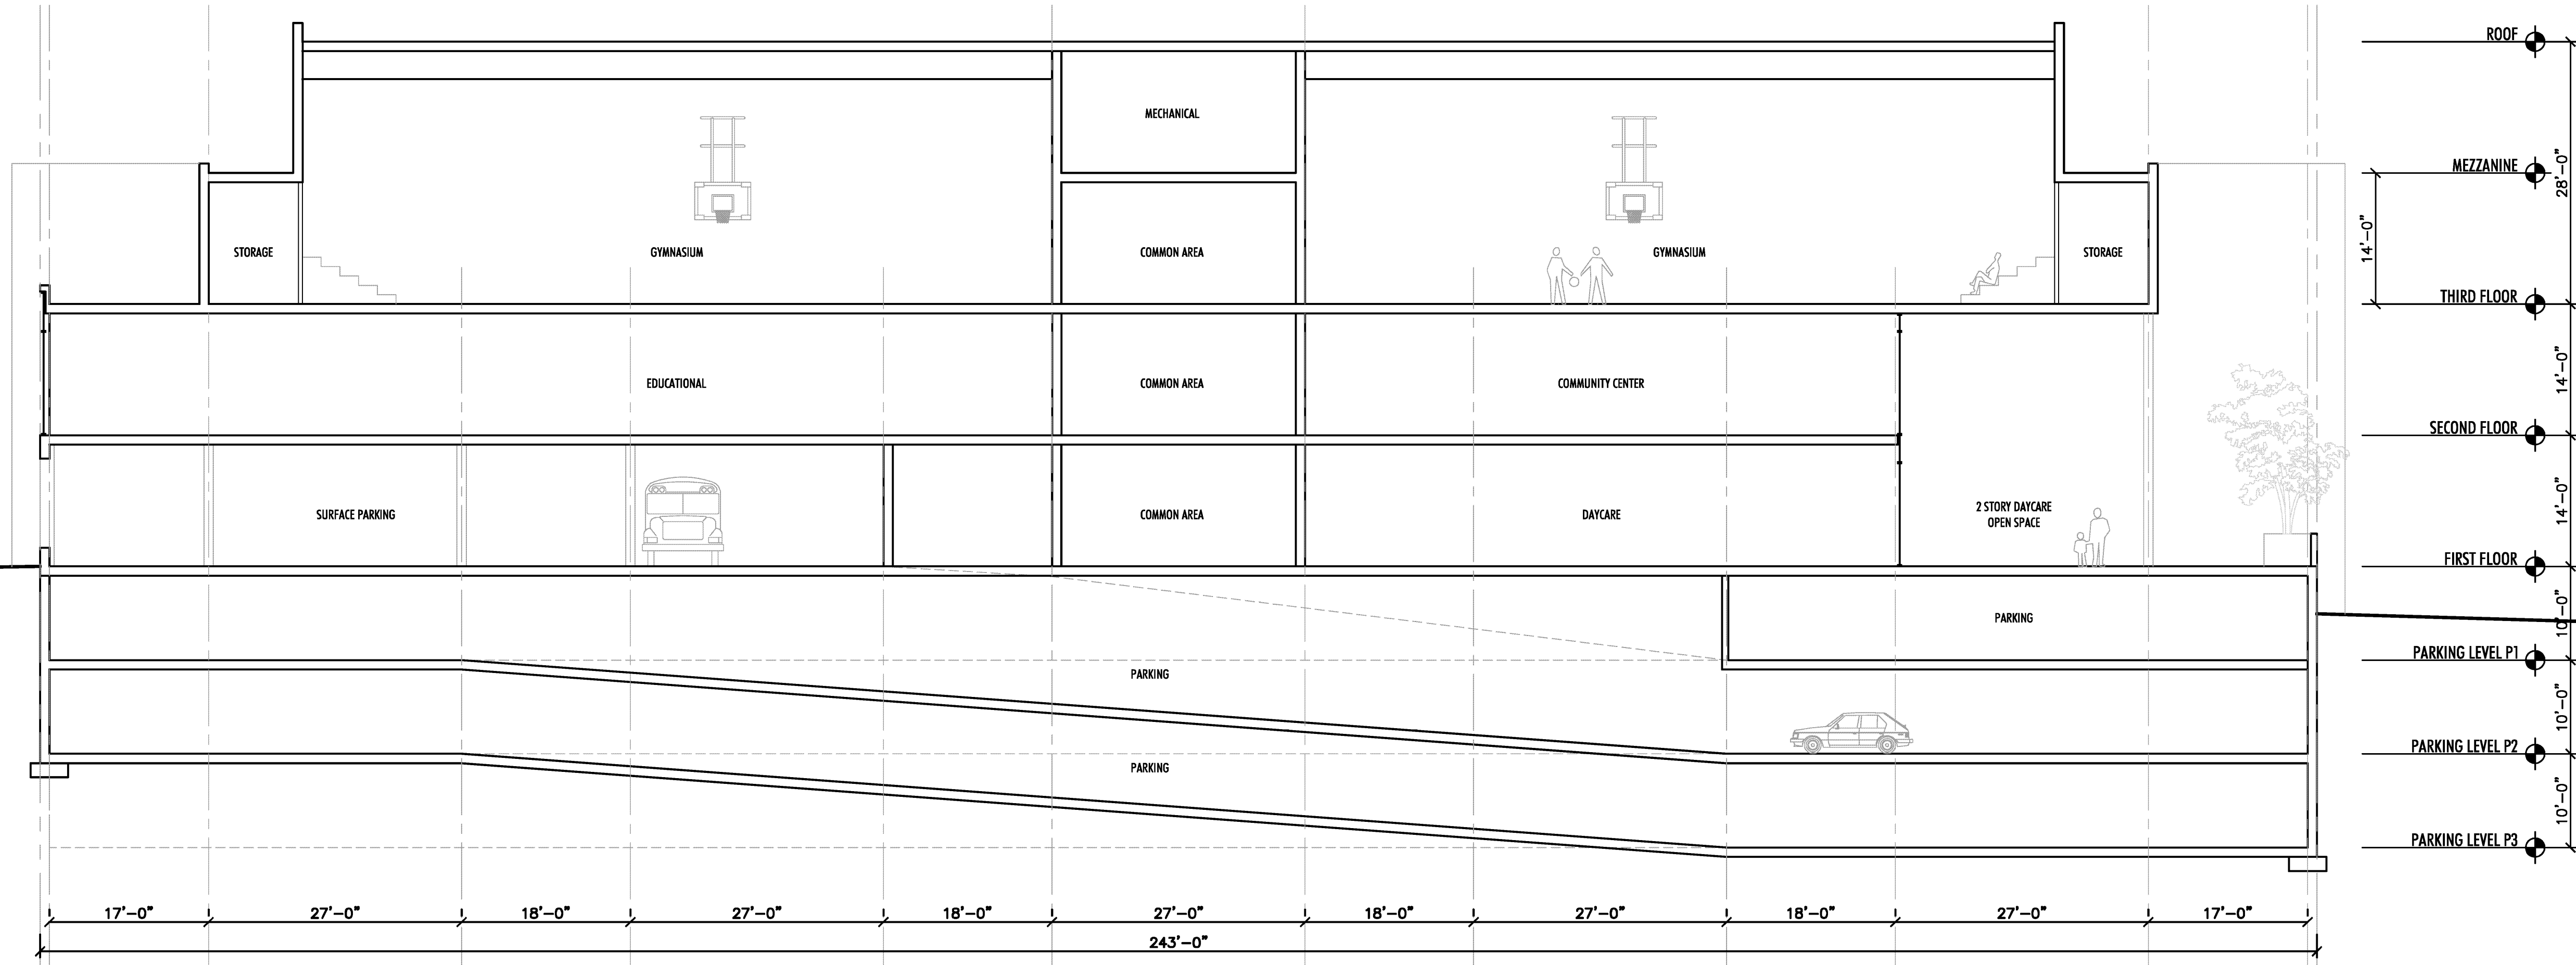 ROOF
MECHANICAL
MEZZANINE
28'-0"
14'-0"
STORAGE
GYMNASIUM
COMMON AREA
GYMNASIUM
STORAGE
THIRD FLOOR
14'-0"
EDUCATIONAL
COMMON AREA
COMMUNITY CENTER
SECOND FLOOR
14'-0"
SURFACE PARKING
COMMON AREA
DAYCARE
2 STORY DAYCARE
OPEN SPACE
FIRST FLOOR
10'-0"
PARKING
PARKING LEVEL P1
PARKING
10'-0"
PARKING LEVEL P2
PARKING
10'-0"
PARKING LEVEL P3
17'-0"
27'-0"
18'-0"
27'-0"
18'-0"
27'-0"
18'-0"
27'-0"
18'-0"
27'-0"
17'-0"
243'-0"